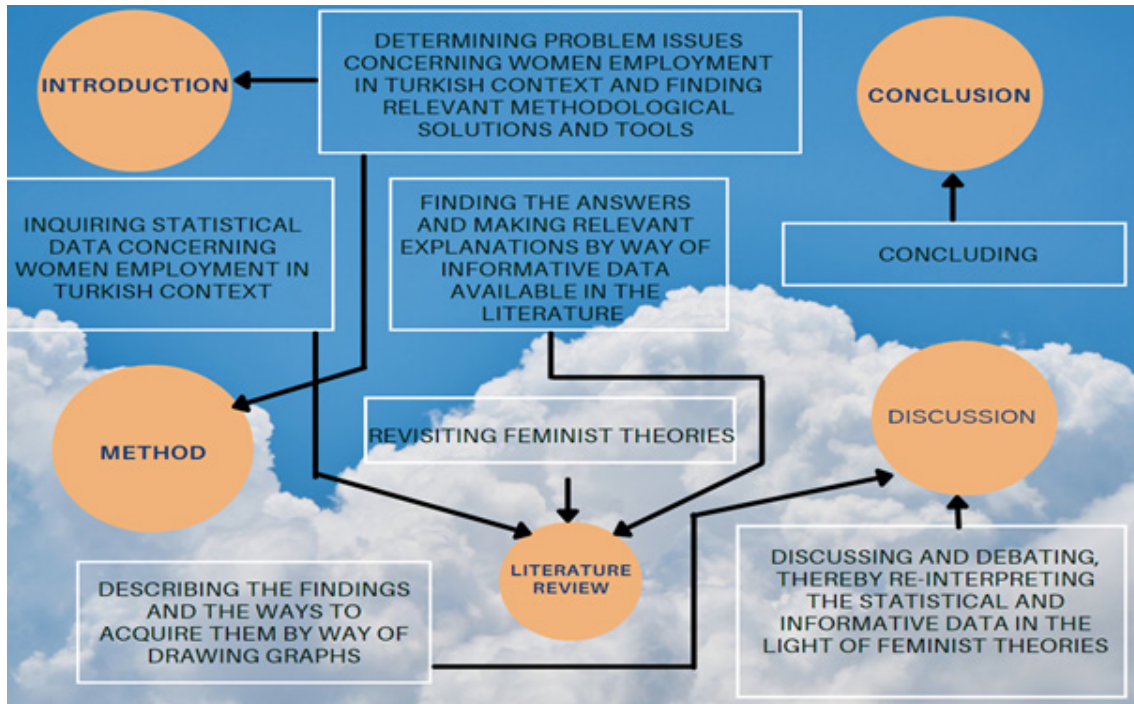 INTRODUCTION
DETERMINING PROBLEM ISSUES
CONCERNING WOMEN EMPLOYMENT
IN TURKISH CONTEXT AND FINDING
RELEVANT METHODOLOGICAL
SOLUTIONS AND TOOLS
CONCLUSION
INQUIRING STATISTICAL
DATA CONCERNING
WOMEN EMPLOYMENT IN
TURKISH CONTEXT
FINDING THE ANSWERS
AND MAKING RELEVANT
EXPLANATIONS BY WAY OF
INFORMATIVE DATA
AVAILABLE IN THE
LITERATURE
CONCLUDING
METHOD
REVISITING FEMINIST THEORIES
DISCUSSION
LITERATURE
REVIEW
DESCRIBING THE FINDINGS
AND THE WAYS TO
ACQUIRE THEM BY WAY OF
DRAWING GRAPHS
DISCUSSING AND DEBATING,
THEREBY RE-INTERPRETING
THE STATISTICAL AND
INFORMATIVE DATA IN THE
LIGHT OF FEMINIST THEORIES